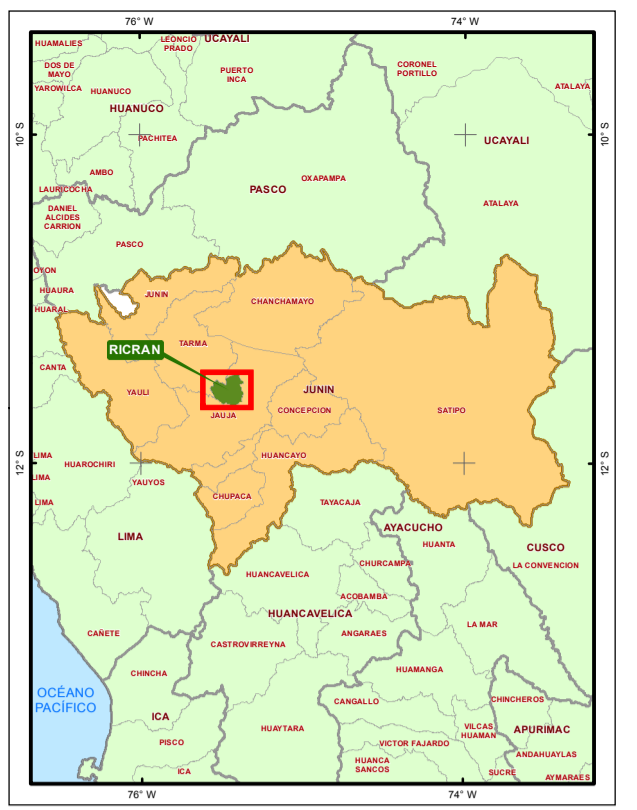 76° W
74° W
HUAMALIES
LEONCIO
PRADO
UCAYALI
DOS DE
MAYO
PUERTO
INCA
CORONEL
PORTILLO
YAROWILCA
HUANUCO
ATALAYA
HUANUCO
10° S
10° S
PACHITEA
UCAYALI
AMBO
OXAPAMPA
LAURICOCHA
PASCO
DANIEL
ALCIDES
CARRION
ATALAYA
PASCO
OYON
HUAURA
JUNIN
CHANCHAMAYO
HUARAL
TARMA
RICRAN
CANTA
YAULI
JUNIN
CONCEPCION
SATIPO
JAUJA
LIMA
HUAROCHIRI
HUANCAYO
12° S
12° S
LIMA
YAUYOS
CHUPACA
LIMA
TAYACAJA
AYACUCHO
LIMA
HUANTA
CUSCO
CHURCAMPA
LA CONVENCION
HUANCAVELICA
ACOBAMBA
HUANCAVELICA
LA MAR
CAÑETE
ANGARAES
CASTROVIRREYNA
CHINCHA
HUAMANGA
OCÉANO
PACÍFICO
CANGALLO
CHINCHEROS
ICA
HUAYTARA
VILCAS
HUAMAN
APURIMAC
PISCO
VICTOR FAJARDO
ANDAHUAYLAS
HUANCA
SANCOS
ICA
SUCRE
AYMARAES
76° W
74° W